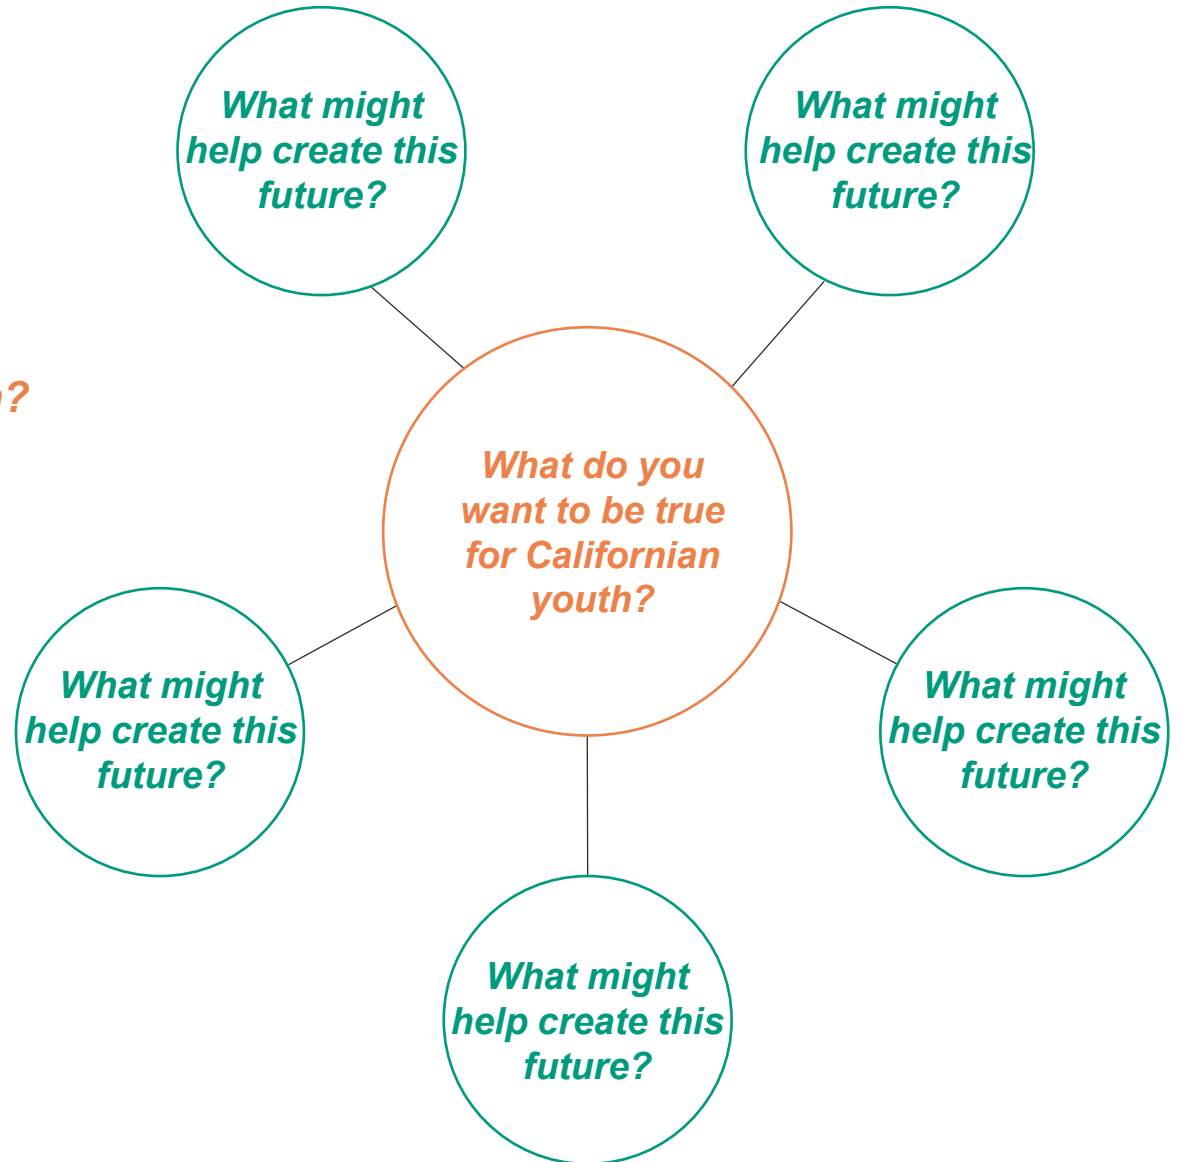 What might
help create this
future?
What might
help create this
future?
?
What do you
want to be true
for Californian
youth?
What might
help create this
future?
What might
help create this
future?
What might
help create this
future?